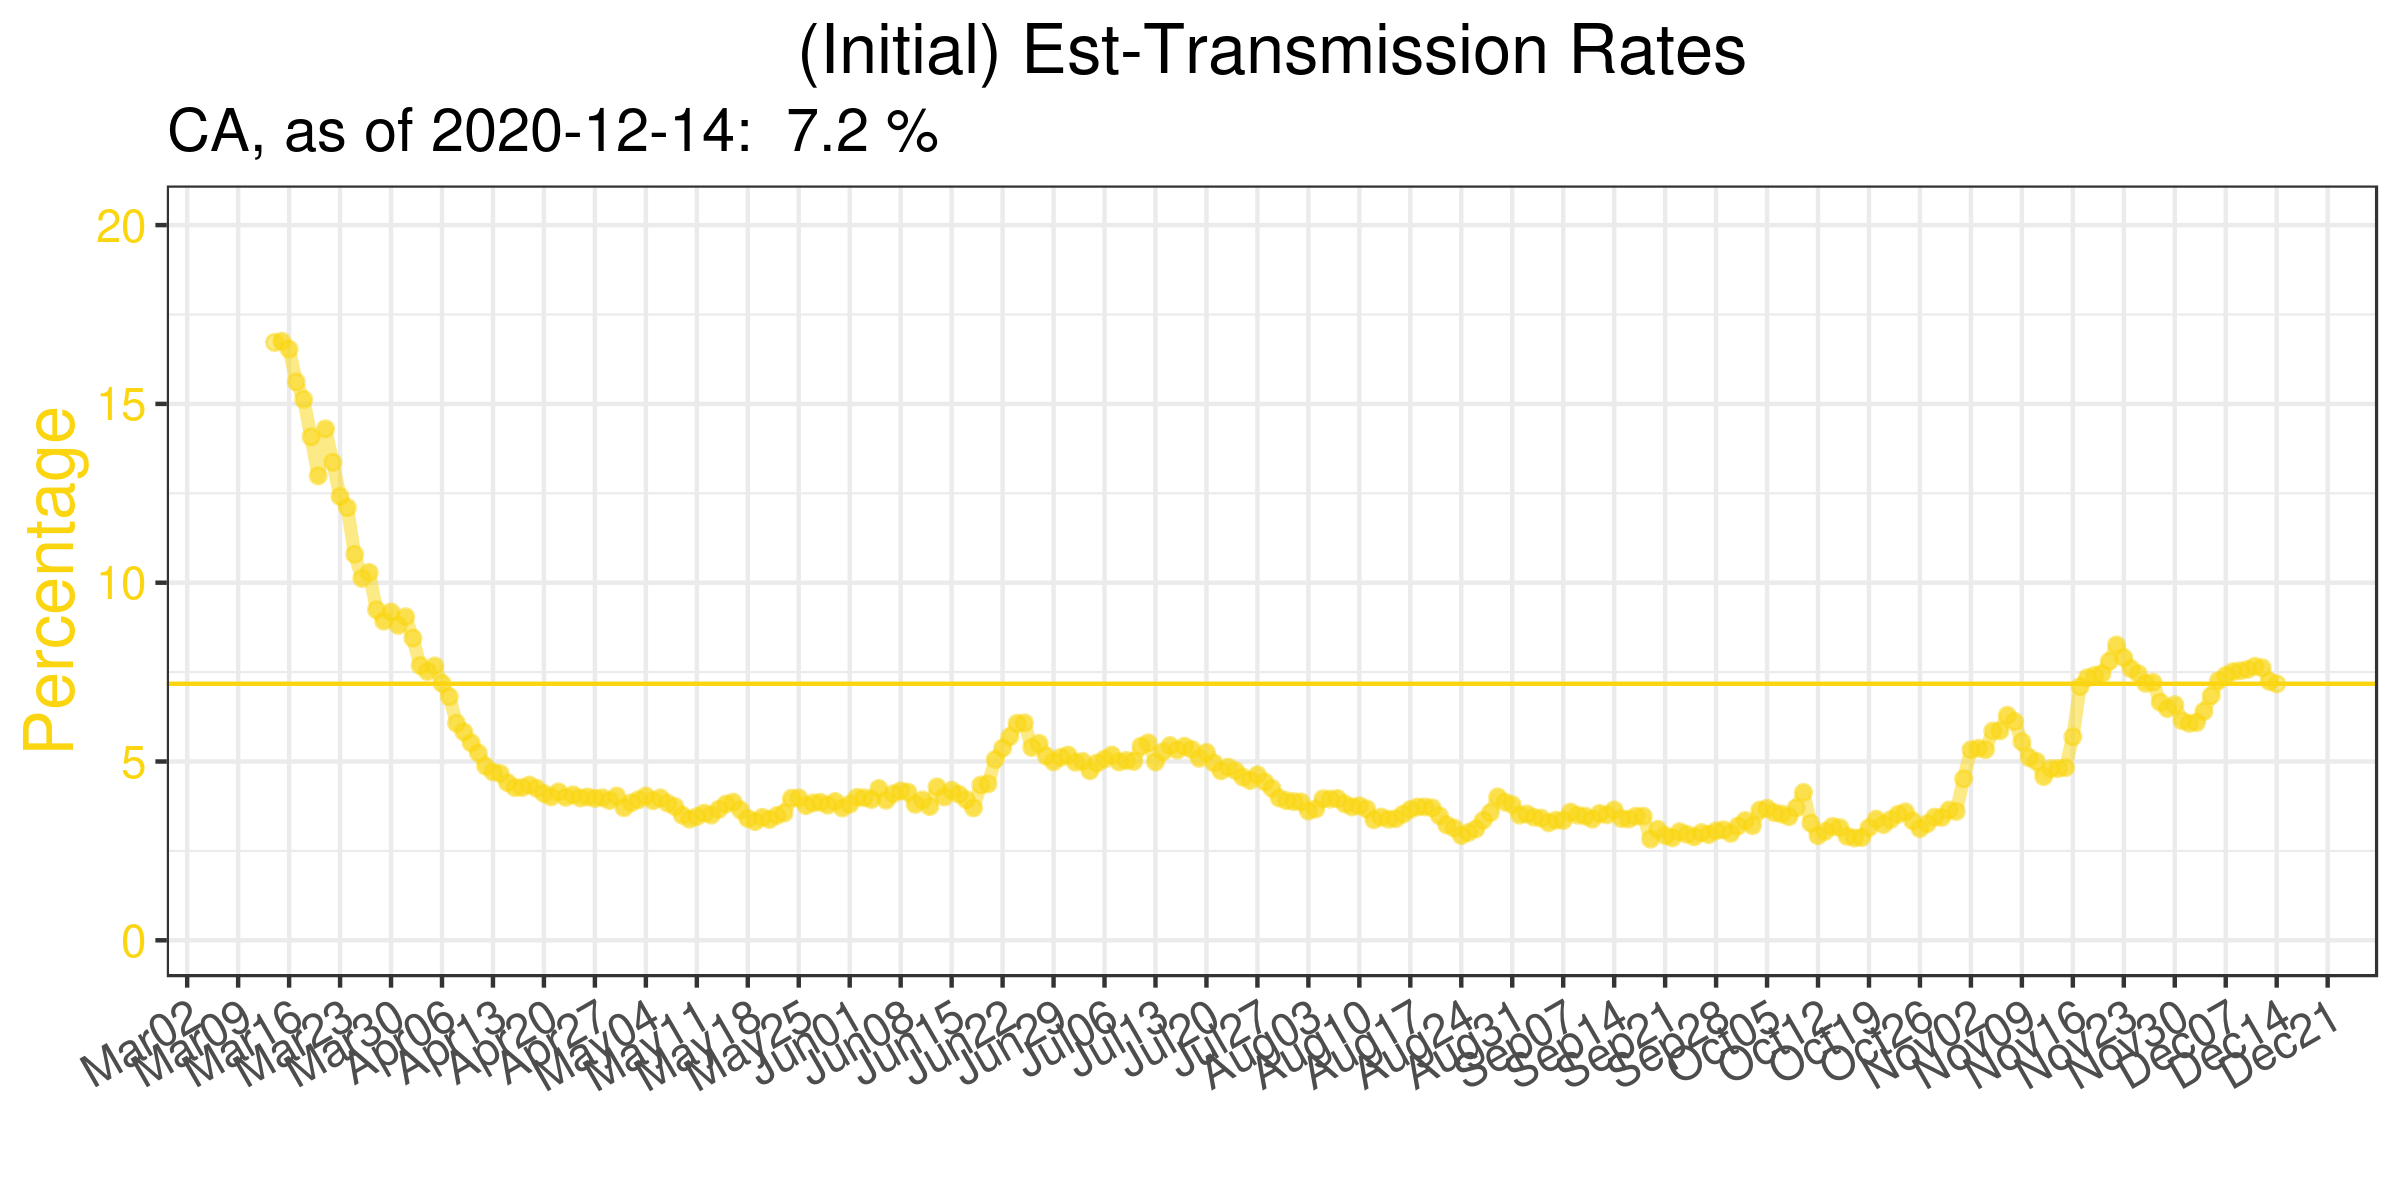 (Initial) Est-Transmission Rates
CA, as of 2020-12-14: 7.2 %
Percentage
20
15
10
5
0
Mar02
Mar09
Mar16
Mar23
Mar30
Apr06
Apr13
Apr20
Apr27
May04
May11
May18
May25
Jun01
Jun08
Jun15
Jun22
Jun29
Jul06
Jul13
Jul20
Jul27
Aug03
Aug10
Aug17
Aug24
Aug31
Sep07
Sep14
Sep21
Sep28
Oct05
Oct12
Oct19
Oct26
Nov02
Nov09
Nov16
Nov23
Nov30
Dec07
Dec14
Dec21